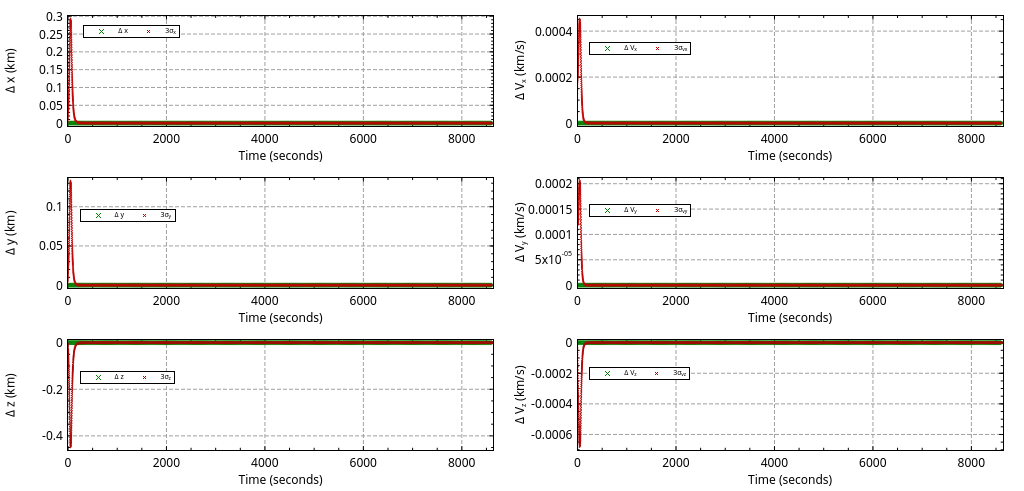 Δ x (km)
0.3
0.25
0.2
0.15
0.1
0.05
0
Δ x 3σx
0 2000 4000 6000 8000
Time (seconds)
Δ Vx (km/s)
0.0004
0.0002
0
Δ Vx 3σvx
0 2000 4000 6000 8000
Time (seconds)
Δ y (km)
0.1
0.05
0
Δ y 3σy
0 2000 4000 6000 8000
Time (seconds)
Δ Vy (km/s)
0.0002
0.00015
0.0001
5x10-05
0
Δ Vy 3σvy
0 2000 4000 6000 8000
Time (seconds)
Δ z (km)
0
-0.2
-0.4
Δ z 3σz
0 2000 4000 6000 8000
Time (seconds)
Δ Vz (km/s)
0
-0.0002
-0.0004
-0.0006
Δ Vz 3σvz
0 2000 4000 6000 8000
Time (seconds)